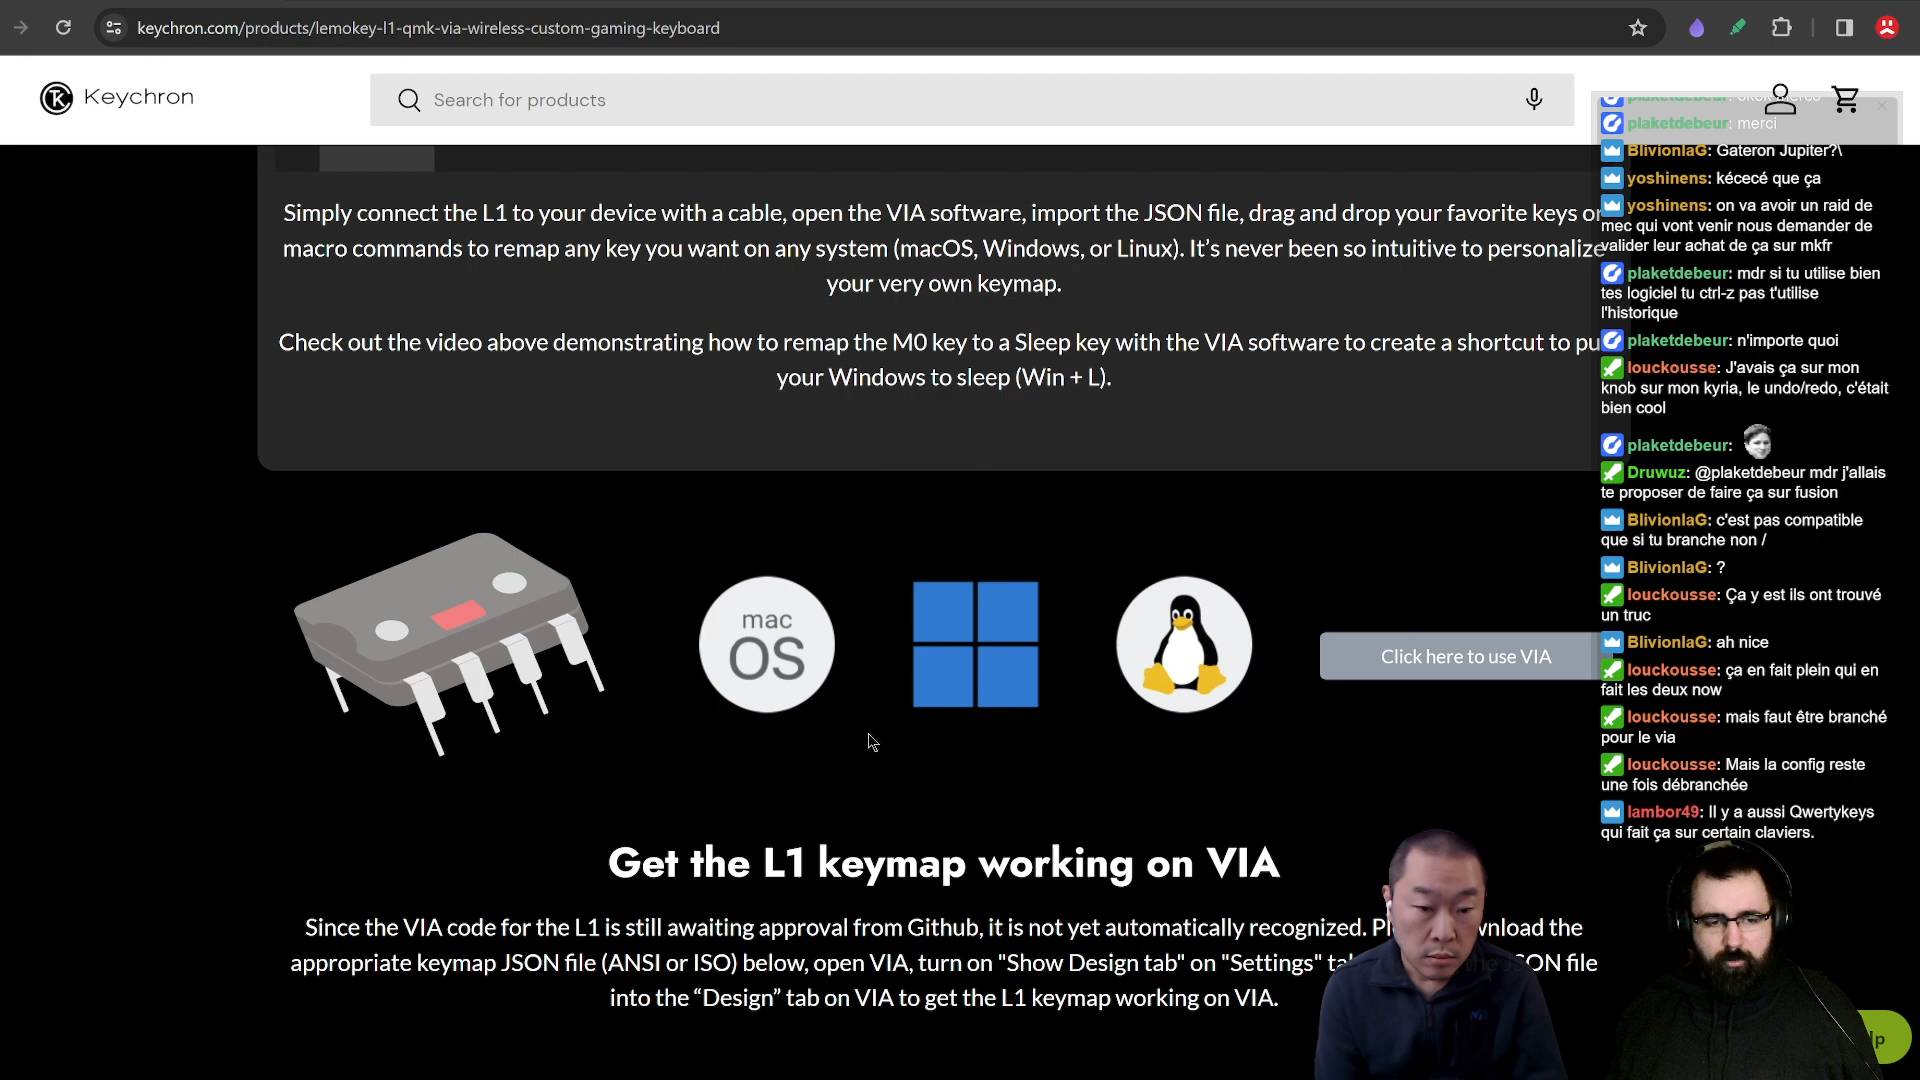 keychron.com/products/lemokey-l1-qmk-via-wireless-custom-gaming-keyboard
Keychron
Search for products
Simply connect the L1 to your device with a cable, open the VIA software, import the JSON file, drag and drop your favorite keys or
macro commands to remap any key you want on any system (macOS, Windows, or Linux). It's never been so intuitive to personalize
your very own keymap.
Check out the video above demonstrating how to remap the M0 key to a Sleep key with the VIA software to create a shortcut to
your Windows to sleep (Win + L).
mac
OS
Click here to use VIA
Get the L1 keymap working on VIA
Since the VIA code for the L1 is still awaiting approval from Github, it is not yet automatically recognized. the
appropriate keymap JSON file (ANSI or ISO) below, open VIA, turn on "Show Design tab" on "Settings" JSON file
into the “Design” tab on VIA to get the L1 keymap working on VIA.
plaketdebeur: merci
BlivionlaG: Gateron Jupiter?\
yoshinens: kécecé que ça
yoshinens: on va avoir un raid de
mec qui vont venir nous demander de
valider leur achat de ça sur mkfr
plaketdebeur: mdr si tu utilise bien
tes logiciel tu ctrl-z pas t'utilise
l'historique
plaketdebeur: n'importe quoi
louckousse: J'avais ça sur mon
knob sur mon kyria, le undo/redo, c'était
bien cool
plaketdebeur:
Druwuz: @plaketdebeur mdr j'allais
te proposer de faire ça sur fusion
BlivionlaG: c'est pas compatible
que si tu branche non /
BlivionlaG: ?
louckousse: Ça y est ils ont trouvé
un truc
BlivionlaG: ah nice
louckousse: ça en fait plein qui en
fait les deux now
louckousse: mais faut être branché
pour le via
louckousse: Mais la config reste
une fois débranchée
lambor49: Il y a aussi Qwertykeys
qui fait ça sur certain claviers.